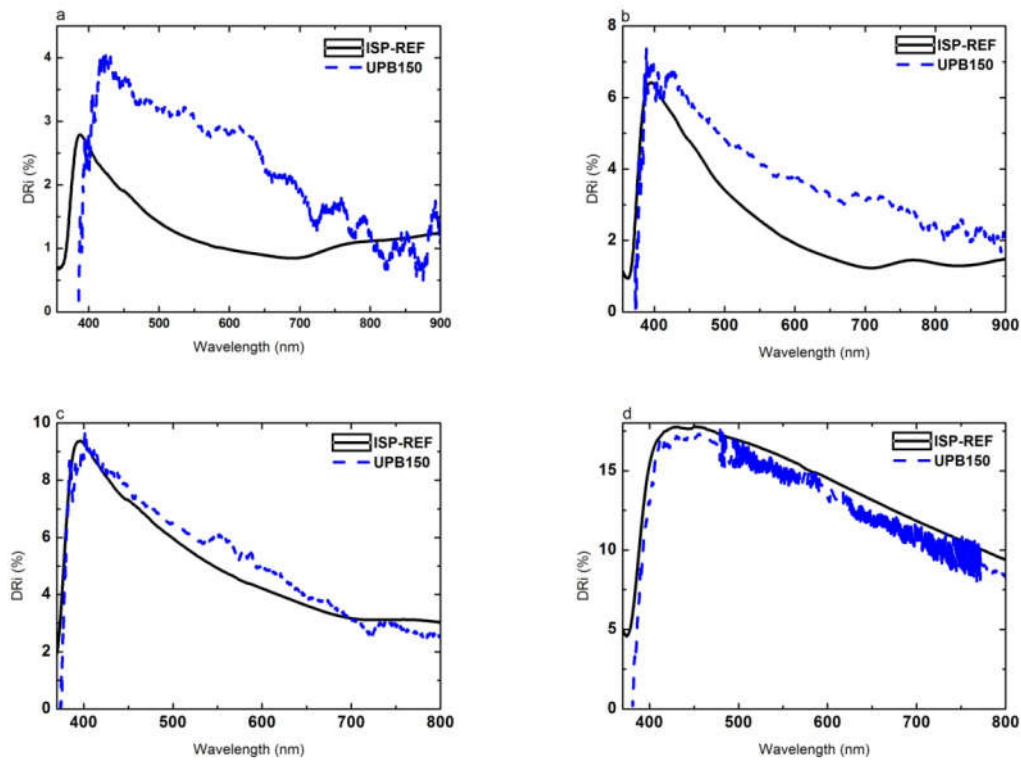 a
ISP-REF
UPB150
DRi (%)
4
3
2
1
0
400 500 600 700 800 900
Wavelength (nm)
b
ISP-REF
UPB150
DRi (%)
8
6
4
2
0
400 500 600 700 800 900
Wavelength (nm)
c
ISP-REF
UPB150
DRi (%)
10
8
6
4
2
0
400 500 600 700 800
Wavelength (nm)
d
ISP-REF
UPB150
DRi (%)
15
10
5
0
400 500 600 700 800
Wavelength (nm)